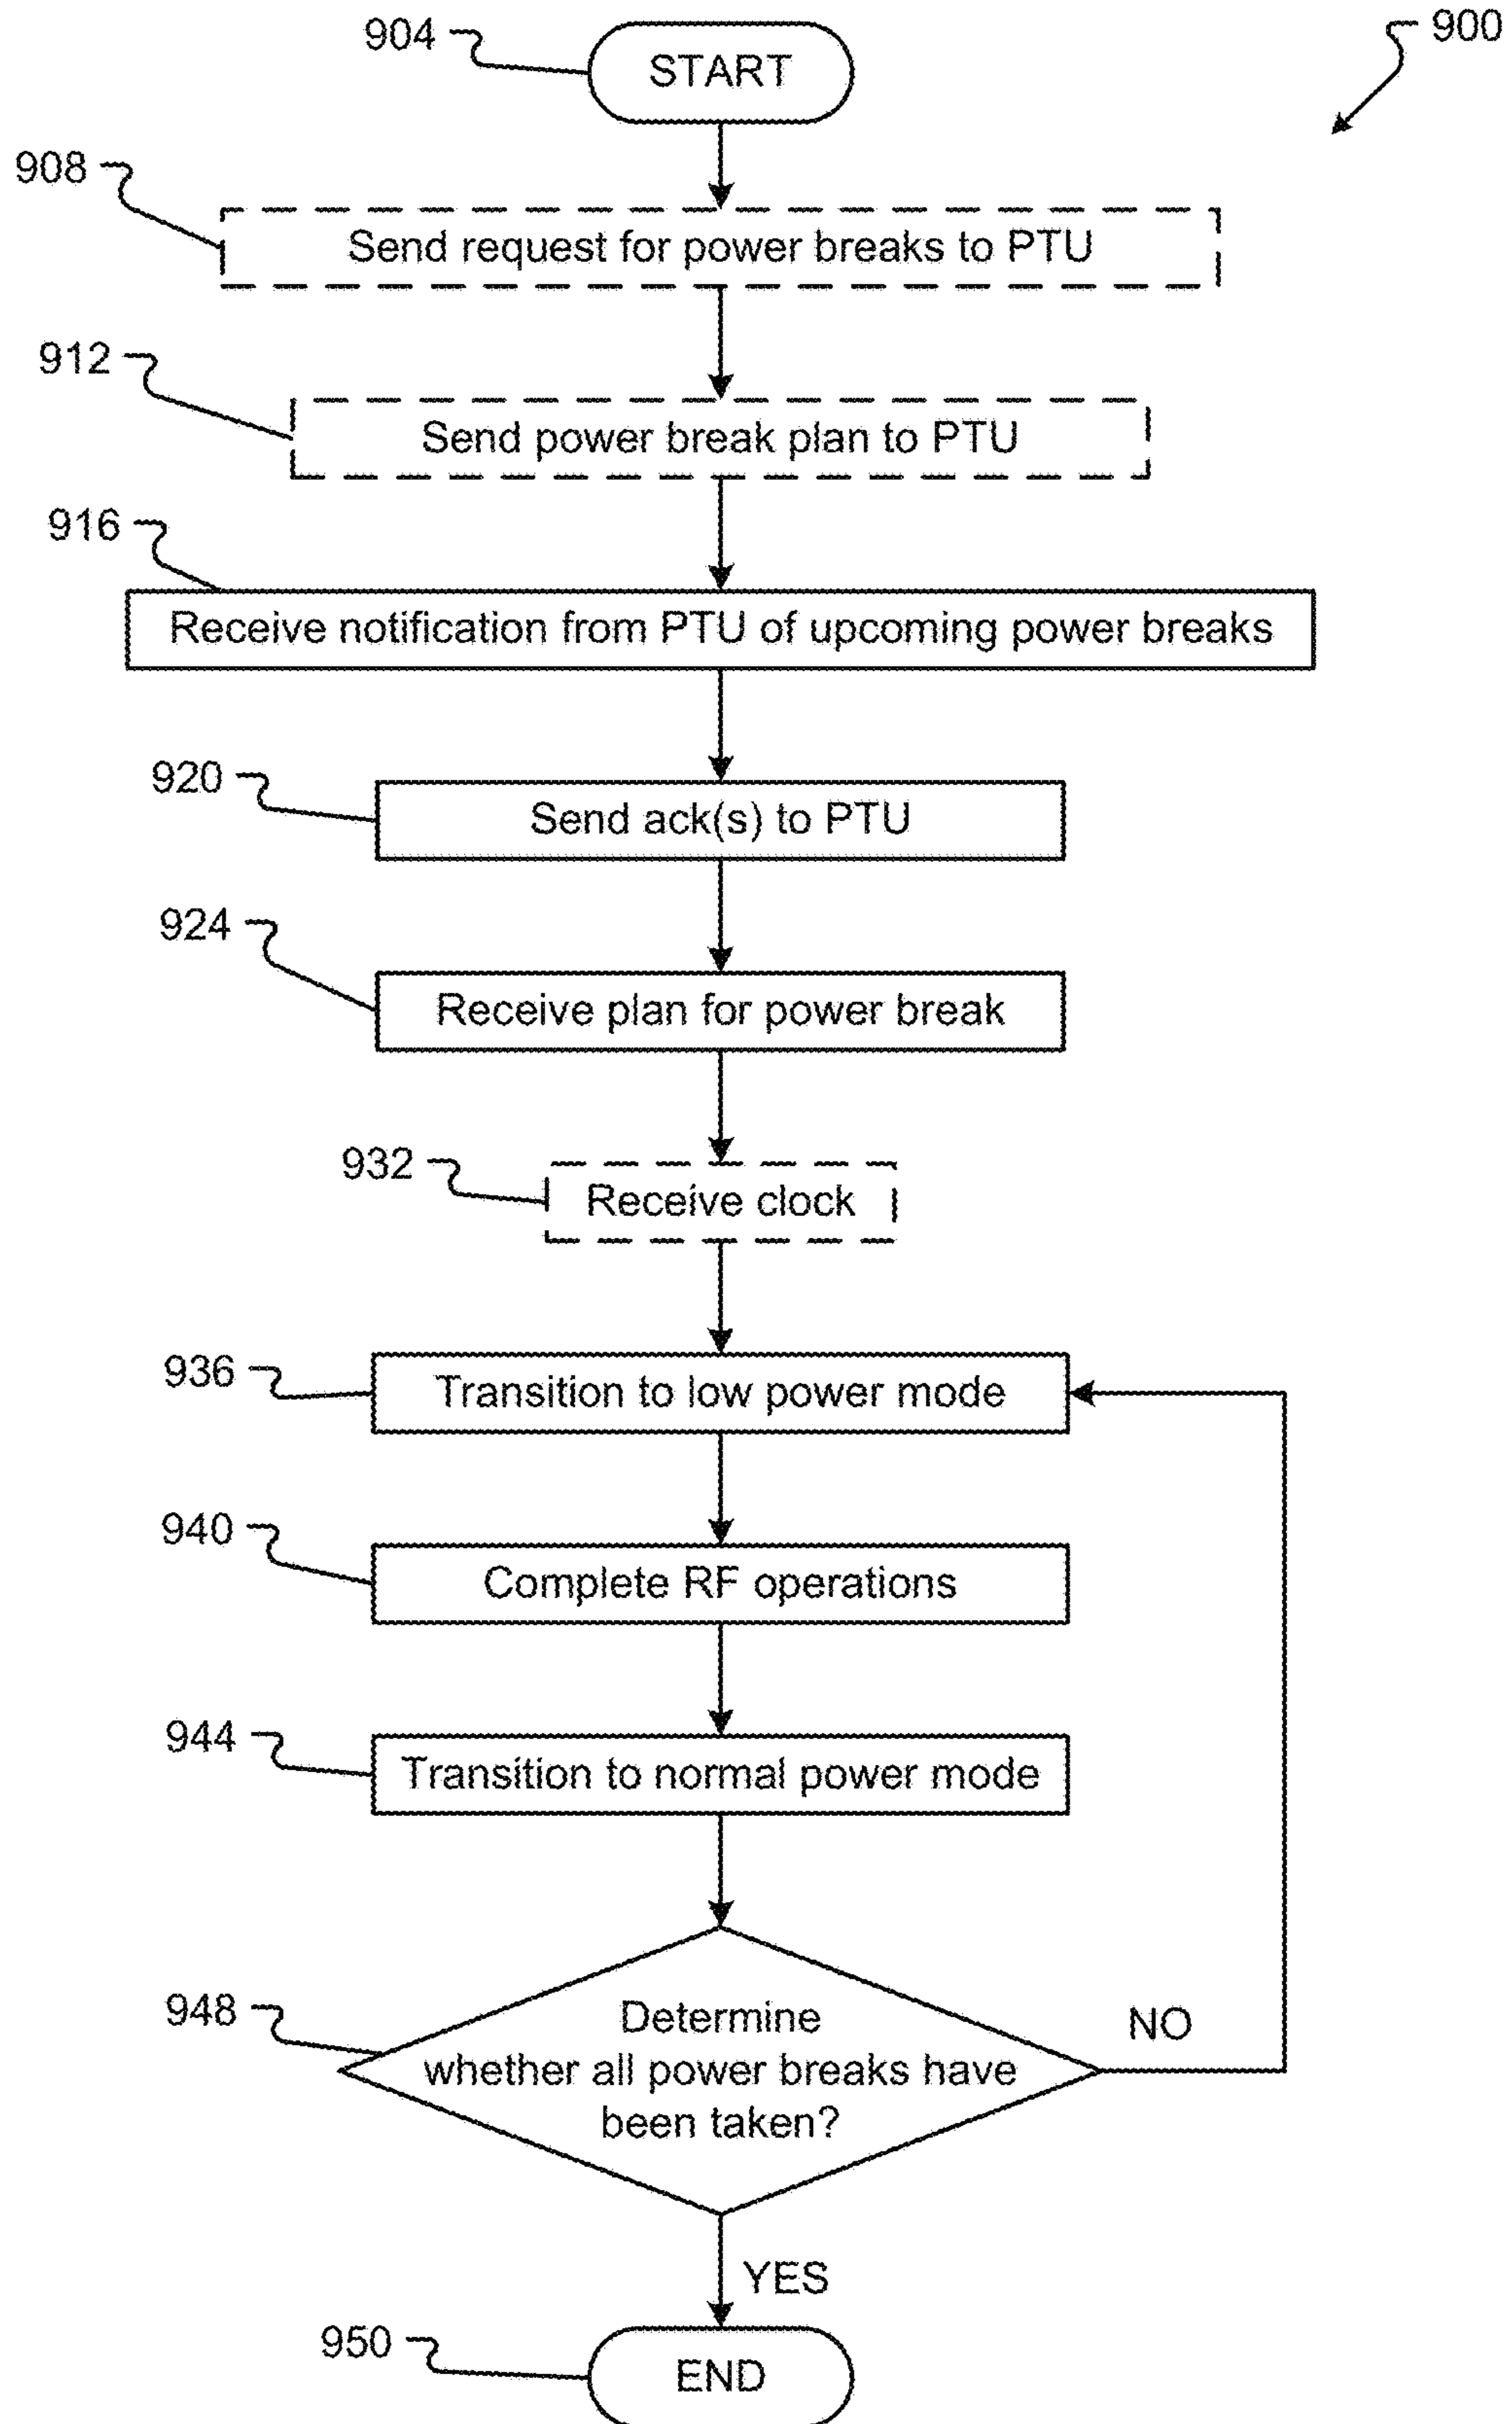 900
904
START
908
Send request for power breaks to PTU
912
Send power break plan to PTU
916
Receive notification from PTU of upcoming power breaks
920
Send ack(s) to PTU
924
Receive plan for power break
932
Receive clock
936
Transition to low power mode
940
Complete RF operations
944
Transition to normal power mode
948
Determine
whether all power breaks have
been taken?
NO
YES
950
END